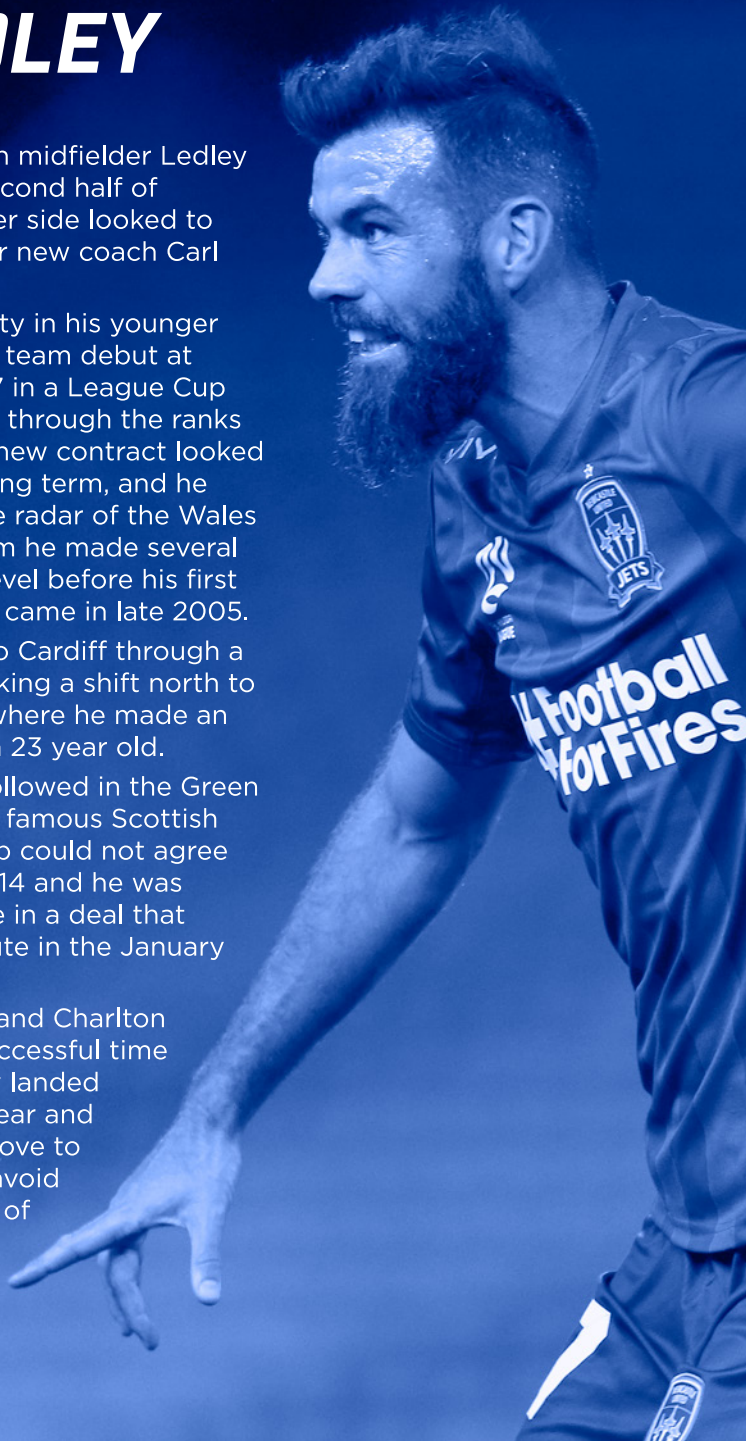 DLEY
n midfielder Ledley
cond half of
er side looked to
r new coach Carl
ty in his younger
team debut at
in a League Cup
through the ranks
new contract looked
ng term, and he
e radar of the Wales
m he made several
evel before his first
came in late 2005.
o Cardiff through a
king a shift north to
where he made an
23 year old.
ollowed in the Green
famous Scottish
b could not agree
14 and he was
e in a deal that
ute in the January
and Charlton
ccessful time
landed
ear and
ove to
avoid
of
NEWCASTLE
UNITED
JETS
Football
ForFires